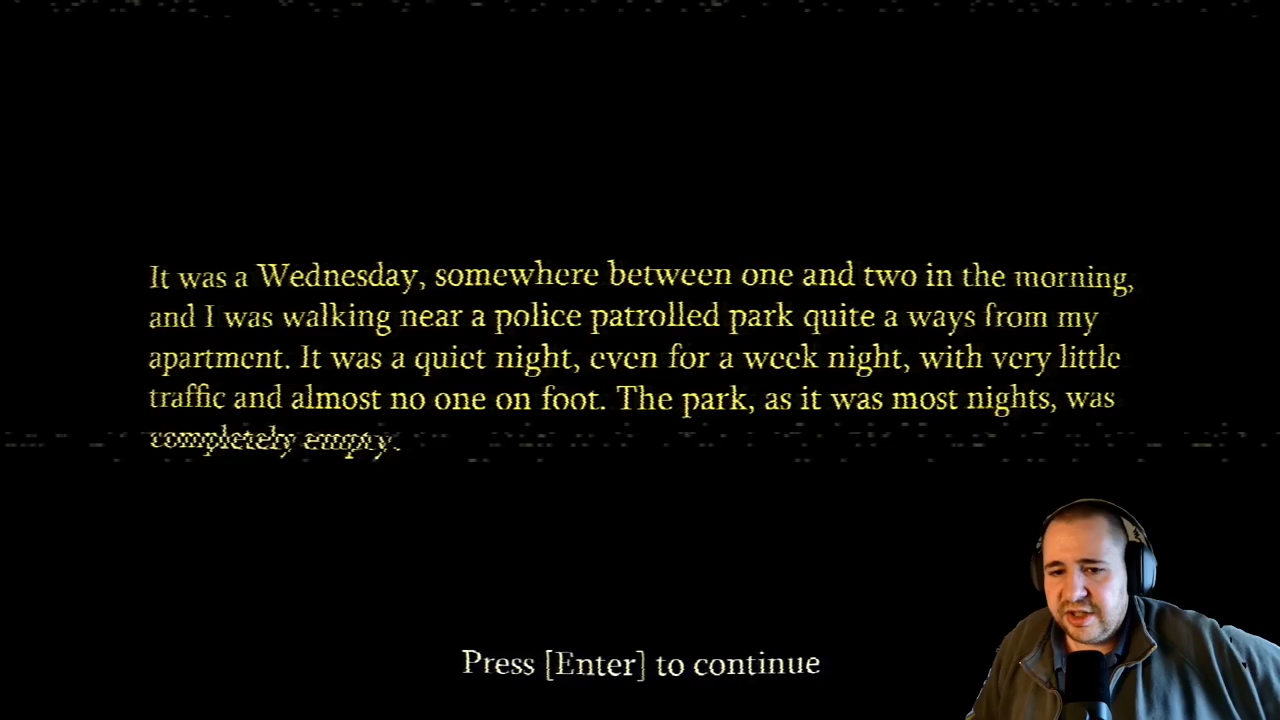 It was a Wednesday, somewhere between one and two in the morning,
and I was walking near a police patrolled park quite a ways from my
apartment. It was a quiet night, even for a week night, with very little
traffic and almost no one on foot. The park, as it was most nights, was
completely empty.
Press [Enter] to continue